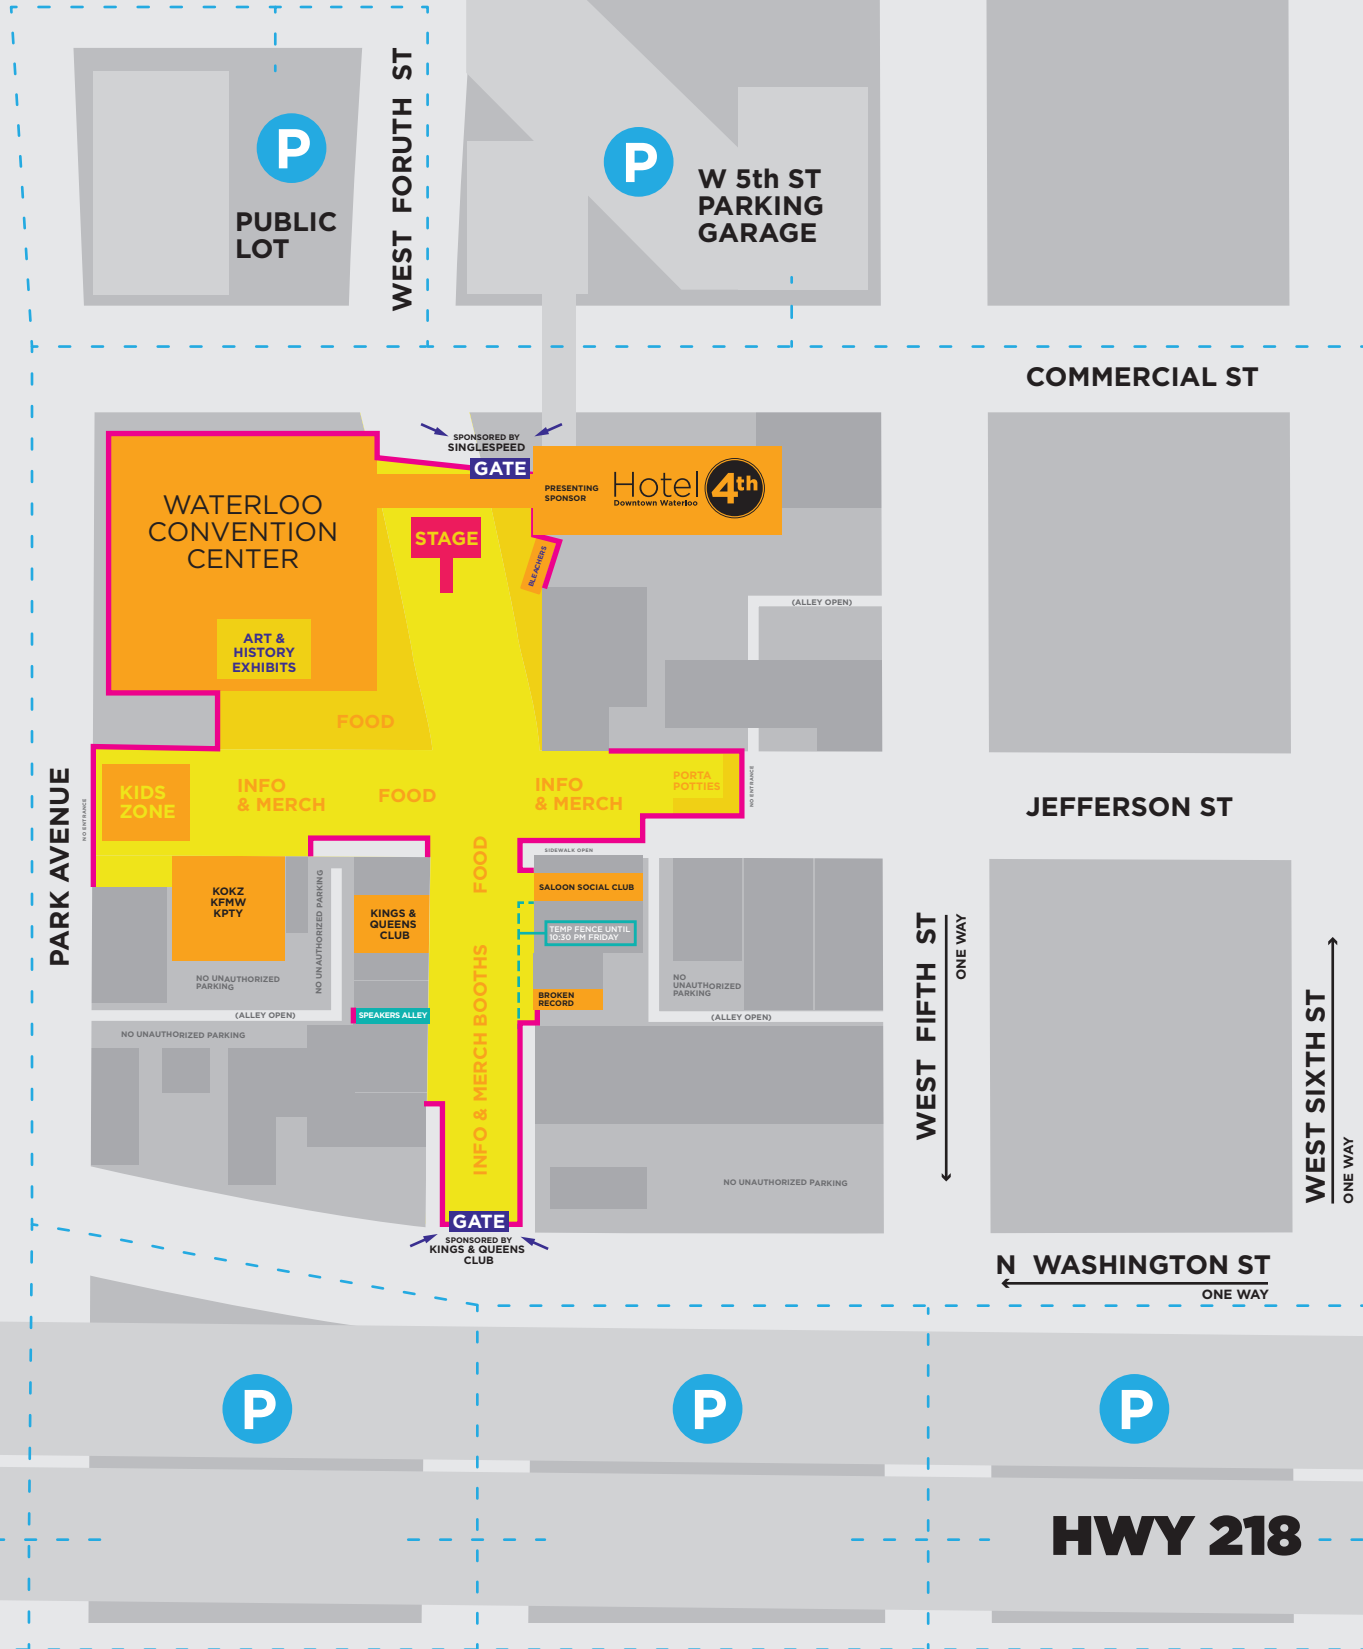 P
PUBLIC
LOT
WEST FORUTH ST
P
W 5th ST
PARKING
GARAGE
COMMERCIAL ST
SPONSORED BY
SINGLESPEED
GATE
WATERLOO
CONVENTION
CENTER
PRESENTING
SPONSOR
Hotel
Downtown Waterloo
4th
STAGE
BLEACHERS
(ALLEY OPEN)
ART &
HISTORY
EXHIBITS
FOOD
PARK AVENUE
NO ENTRANCE
KIDS
ZONE
INFO
& MERCH
FOOD
INFO
& MERCH
PORTA
POTTIES
NO ENTRANCE
JEFFERSON ST
FOOD
SIDEWALK OPEN
KOKZ
KFMW
KPTY
NO UNAUTHORIZED PARKING
KINGS &
QUEENS
CLUB
SALOON SOCIAL CLUB
TEMP FENCE UNTIL
10:30 PM FRIDAY
NO UNAUTHORIZED
PARKING
BROKEN
RECORD
NO
UNAUTHORIZED
PARKING
(ALLEY OPEN)
SPEAKERS ALLEY
(ALLEY OPEN)
NO UNAUTHORIZED PARKING
INFO & MERCH BOOTHS
WEST FIFTH ST
ONE WAY
WEST SIXTH ST
ONE WAY
NO UNAUTHORIZED PARKING
GATE
SPONSORED BY
KINGS & QUEENS
CLUB
N WASHINGTON ST
ONE WAY
P
P
P
HWY 218